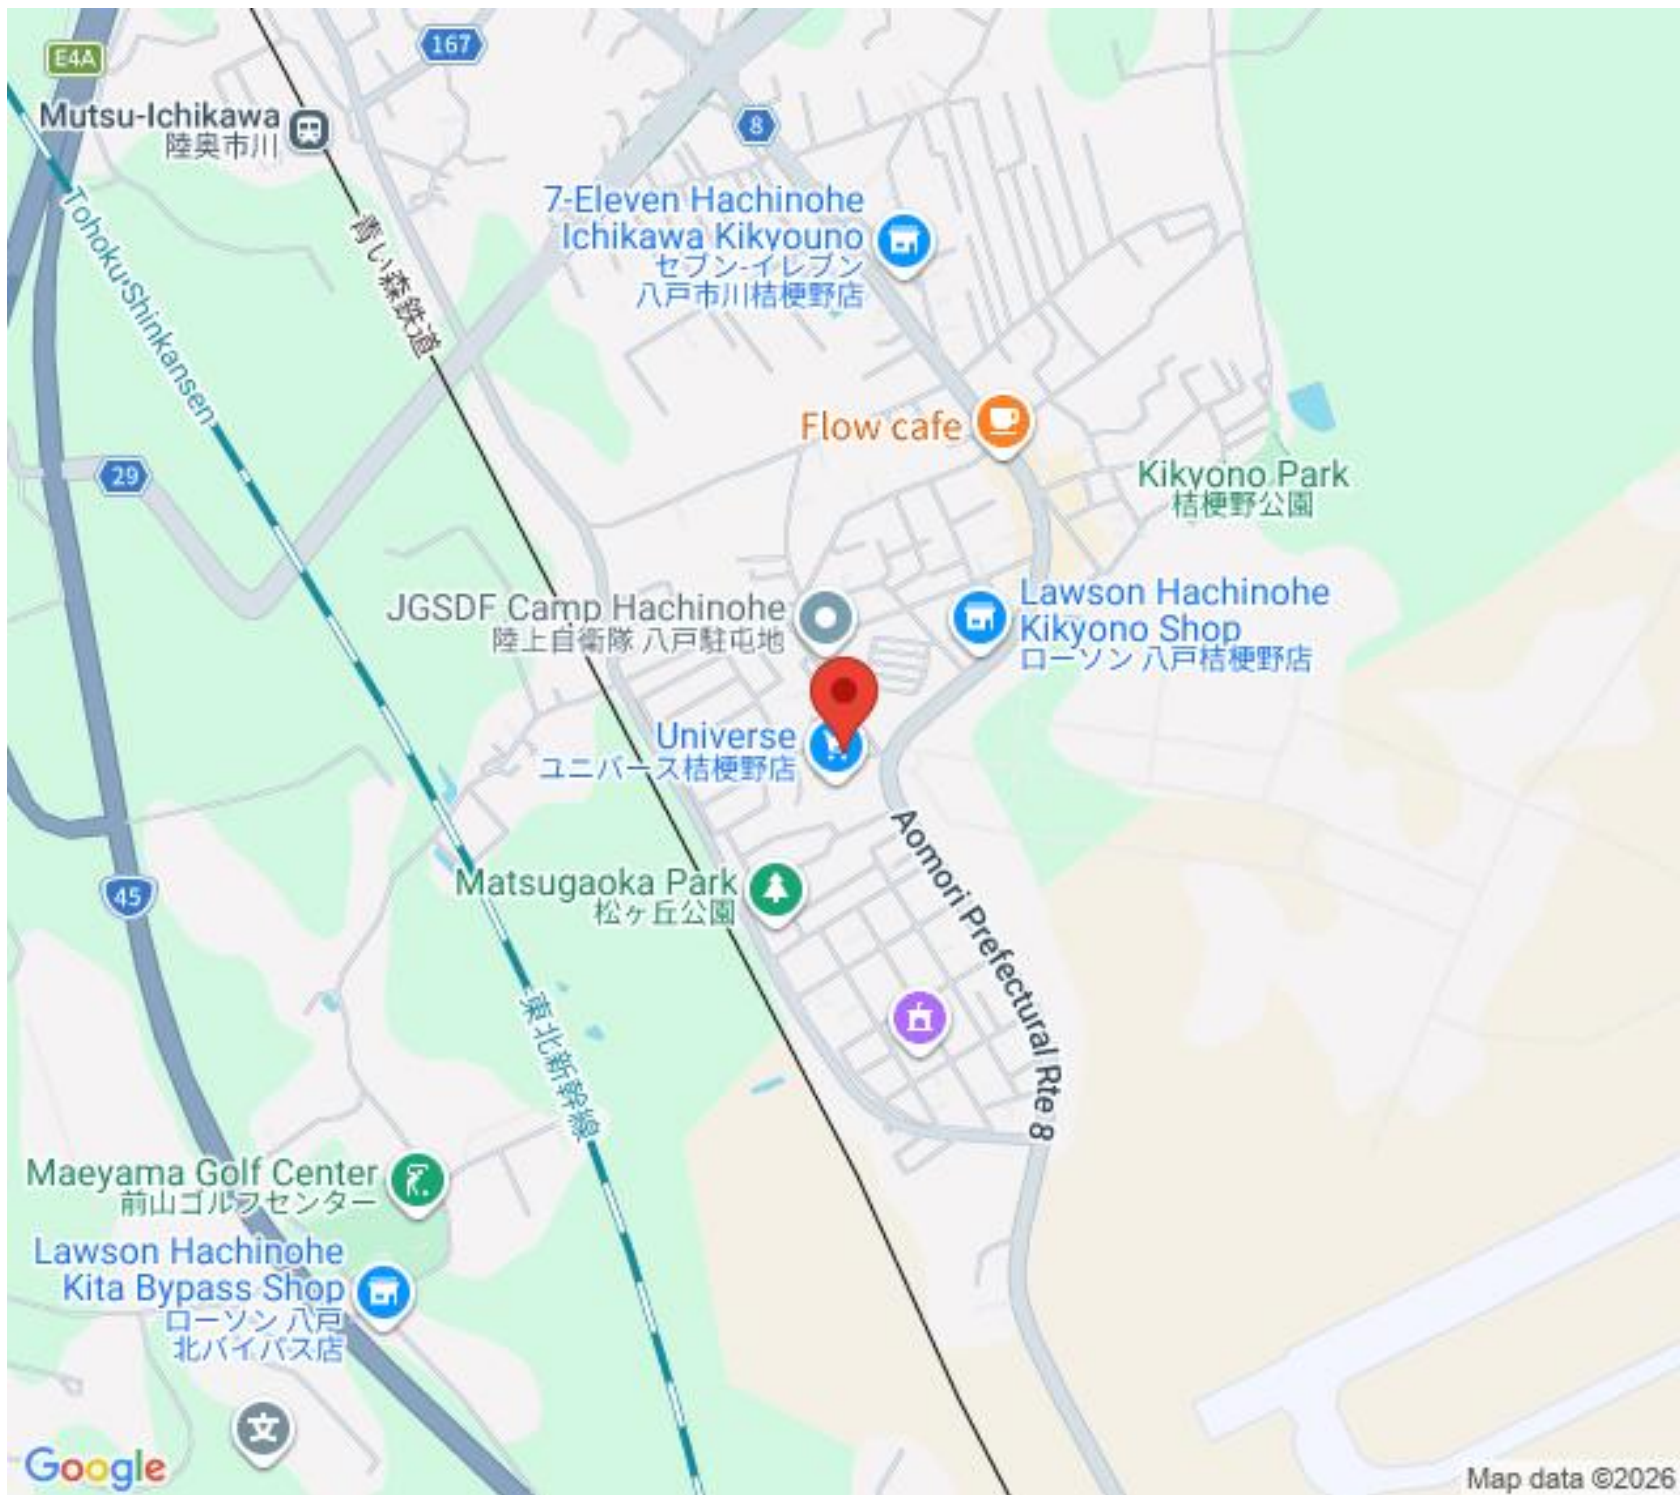 167
E4A
Mutsu-Ichikawa
陸奥市川
8
Tohoku Shinkansen
青い森鉄道
7-Eleven Hachinohe
Ichikawa Kikyouno
セブン-イレブン
八戸市川桔梗野店
Flow cafe
29
Kikyono Park
桔梗野公園
JGSDF Camp Hachinohe
陸上自衛隊 八戸駐屯地
Lawson Hachinohe
Kikyono Shop
ローソン 八戸桔梗野店
Universe
ユニバース桔梗野店
Aomori Prefectural Rte 8
45
Matsugaoka Park
松ヶ丘公園
東北新幹線
Maeyama Golf Center
前山ゴルフセンター
Lawson Hachinohe
Kita Bypass Shop
ローソン 八戸
北バイパス店
文
Google
Map data ©2026